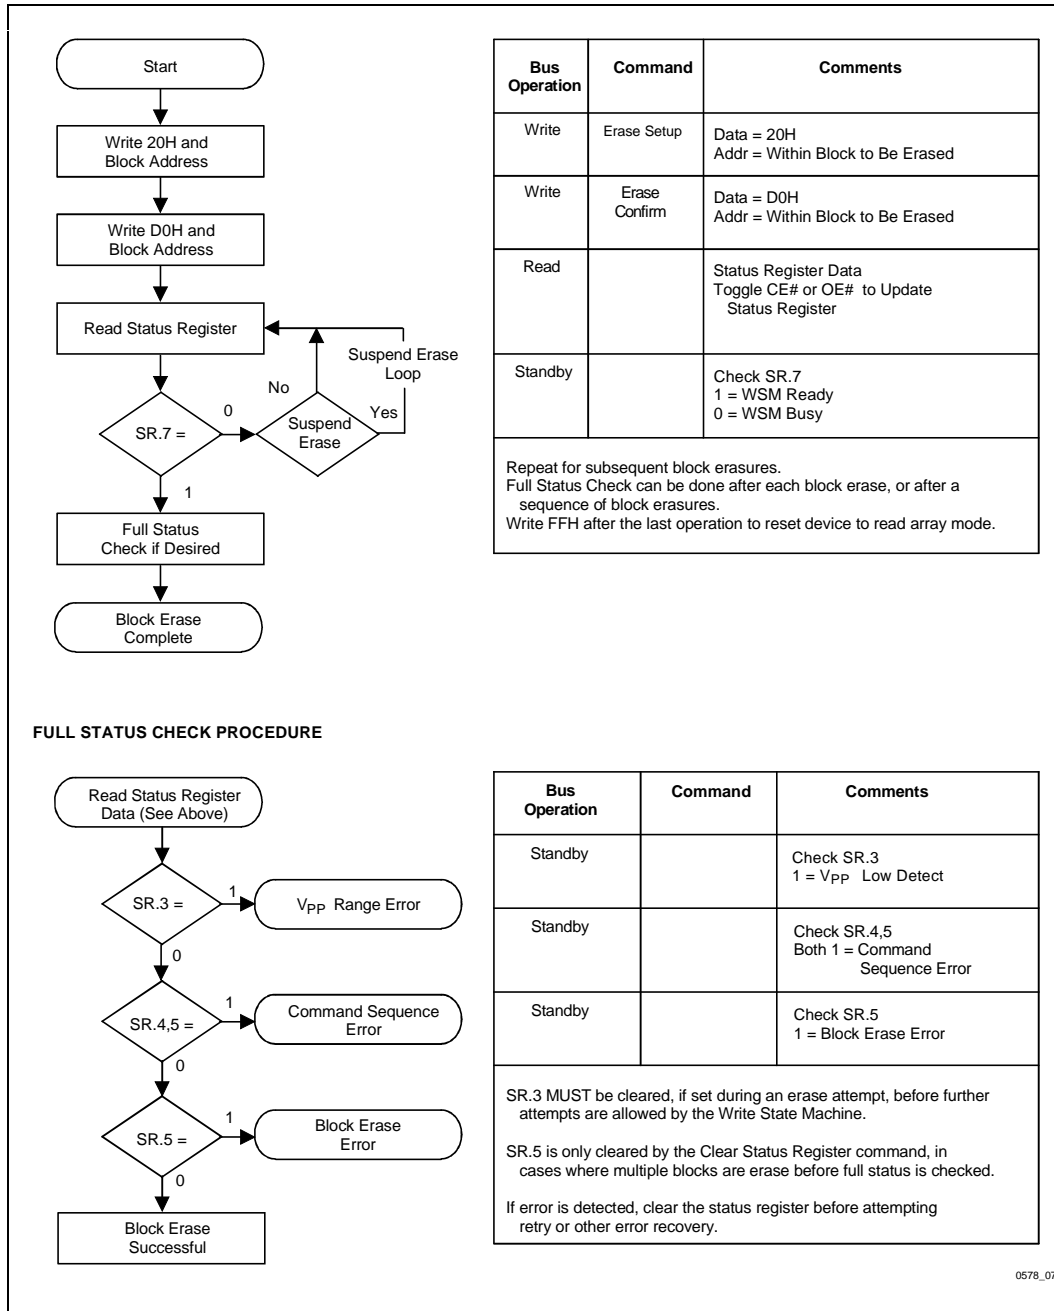 Start
Write 20H and
Block Address
Write D0H and
Block Address
Read Status Register
Suspend Erase
Loop
No
Yes
0
SR.7 =
Suspend
Erase
1
Full Status
Check if Desired
Block Erase
Complete
Bus
Operation
Command
Comments
Write
Erase Setup
Data = 20H
Addr = Within Block to Be Erased
Write
Erase
Confirm
Data = D0H
Addr = Within Block to Be Erased
Read
Status Register Data
Toggle CE# or OE# to Update
Status Register
Standby
Check SR.7
1 = WSM Ready
0 = WSM Busy
Repeat for subsequent block erasures.
Full Status Check can be done after each block erase, or after a
sequence of block erasures.
Write FFH after the last operation to reset device to read array mode.
FULL STATUS CHECK PROCEDURE
Read Status Register
Data (See Above)
SR.3 =
1
VPP Range Error
0
SR.4,5 =
1
Command Sequence
Error
0
SR.5 =
1
Block Erase
Error
0
Block Erase
Successful
Bus
Operation
Command
Comments
Standby
Check SR.3
1 = VPP Low Detect
Standby
Check SR.4,5
Both 1 = Command
Sequence Error
Standby
Check SR.5
1 = Block Erase Error
SR.3 MUST be cleared, if set during an erase attempt, before further
attempts are allowed by the Write State Machine.
SR.5 is only cleared by the Clear Status Register command, in
cases where multiple blocks are erase before full status is checked.
If error is detected, clear the status register before attempting
retry or other error recovery.
0578_07